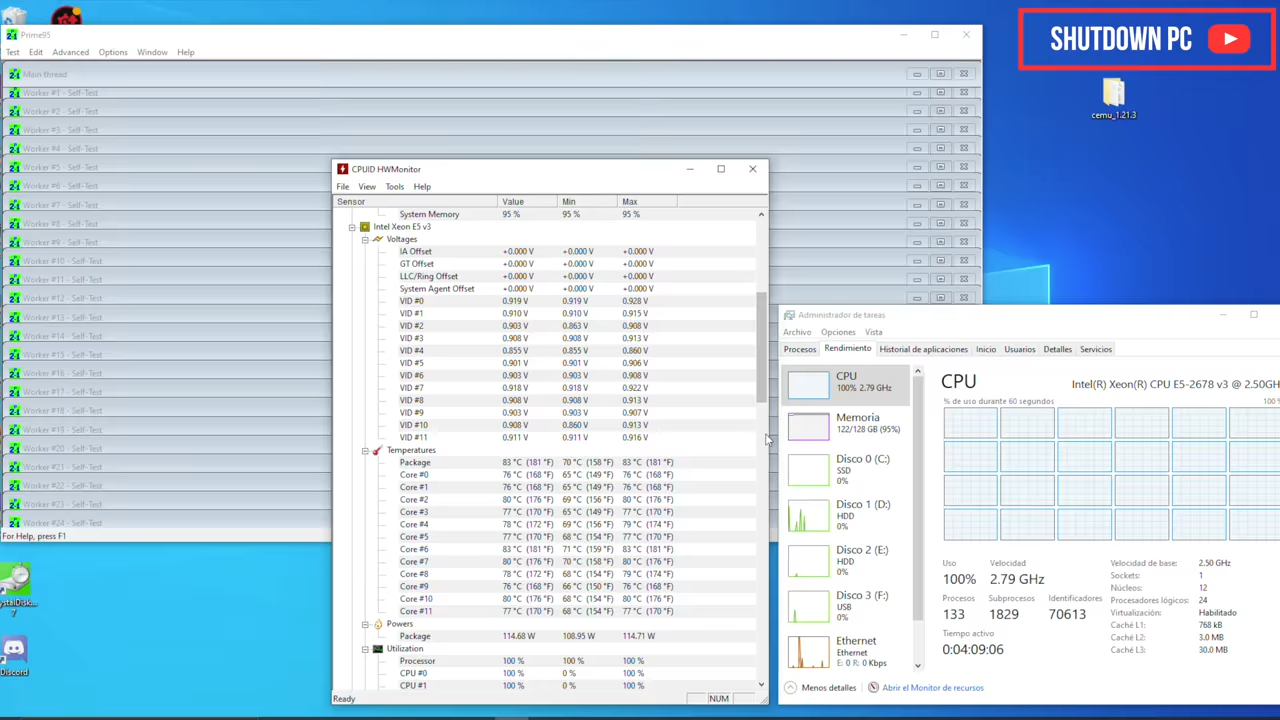 Prime95
Test Edit Advanced Options Window Help
Main thread
Worker #1 - Self-Test
Worker #2 - Self-Test
Worker #3 - Self-Test
Worker #4 - Self-Test
Worker #5 - Self-Test
Worker #6 - Self-Test
Worker #7 - Self-Test
Worker #8 - Self-Test
Worker #9 - Self-Test
Worker #10 - Self-Test
Worker #11 - Self-Test
Worker #12 - Self-Test
Worker #13 - Self-Test
Worker #14 - Self-Test
Worker #15 - Self-Test
Worker #16 - Self-Test
Worker #17 - Self-Test
Worker #18 - Self-Test
Worker #19 - Self-Test
Worker #20 - Self-Test
Worker #21 - Self-Test
Worker #22 - Self-Test
Worker #23 - Self-Test
Worker #24 - Self-Test
For Help, press F1
7
Discord
SHUTDOWN PC
cemu_1.21.3
CPUID HWMonitor
File View Tools Help
Sensor Value Min Max
System Memory 95 % 95 % 95 %
Intel Xeon E5 v3
Voltages
IA Offset +0.000 V +0.000 V +0.000 V
GT Offset +0.000 V +0.000 V +0.000 V
LLC/Ring Offset +0.000 V +0.000 V +0.000 V
System Agent Offset +0.000 V +0.000 V +0.000 V
VID #0 0.919 V 0.919 V 0.928 V
VID #1 0.910 V 0.910 V 0.915 V
VID #2 0.903 V 0.863 V 0.908 V
VID #3 0.908 V 0.908 V 0.913 V
VID #4 0.855 V 0.855 V 0.860 V
VID #5 0.901 V 0.901 V 0.906 V
VID #6 0.903 V 0.903 V 0.908 V
VID #7 0.918 V 0.918 V 0.922 V
VID #8 0.908 V 0.908 V 0.913 V
VID #9 0.903 V 0.903 V 0.907 V
VID #10 0.908 V 0.860 V 0.913 V
VID #11 0.911 V 0.911 V 0.916 V
Temperatures
Package 83 °C (181 °F) 70 °C (158 °F) 83 °C (181 °F)
Core #0 76 °C (168 °F) 65 °C (149 °F) 76 °C (168 °F)
Core #1 76 °C (168 °F) 65 °C (149 °F) 76 °C (168 °F)
Core #2 80 °C (176 °F) 69 °C (156 °F) 80 °C (176 °F)
Core #3 77 °C (170 °F) 65 °C (149 °F) 77 °C (170 °F)
Core #4 78 °C (172 °F) 69 °C (156 °F) 79 °C (174 °F)
Core #5 76 °C (168 °F) 68 °C (154 °F) 77 °C (170 °F)
Core #6 83 °C (181 °F) 71 °C (159 °F) 83 °C (181 °F)
Core #7 80 °C (176 °F) 68 °C (154 °F) 80 °C (176 °F)
Core #8 78 °C (172 °F) 68 °C (154 °F) 79 °C (174 °F)
Core #9 76 °C (168 °F) 66 °C (150 °F) 76 °C (168 °F)
Core #10 80 °C (176 °F) 68 °C (154 °F) 80 °C (176 °F)
Core #11 77 °C (170 °F) 68 °C (154 °F) 77 °C (170 °F)
Powers
Package 114.68 W 108.95 W 114.71 W
Utilization
Processor 100 % 100 % 100 %
CPU #0 100 % 0 % 100 %
CPU #1 100 % 0 % 100 %
Ready NUM
Administrador de tareas
Archivo Opciones Vista
Procesos Rendimiento Historial de aplicaciones Inicio Usuarios Detalles Servicios
CPU
100% 2.79 GHz
Memoria
122/128 GB (95%)
Disco 0 (C:)
SSD
0%
Disco 1 (D:)
HDD
0%
Disco 2 (E:)
HDD
0%
Disco 3 (F:)
USB
0%
Ethernet
Ethernet
E: 0 R: 0 Kbps
CPU Intel(R) Xeon(R) CPU E5-2678 v3 @ 2.50GH
% de uso durante 60 segundos 100 %
Uso Velocidad
100% 2.79 GHz
Procesos Subprocesos Identificadores
133 1829 70613
Tiempo activo
0:04:09:06
Velocidad de base: 2.50 GHz
Sockets: 1
Núcleos: 12
Procesadores lógicos: 24
Virtualización: Habilitado
Caché L1: 768 kB
Caché L2: 3.0 MB
Caché L3: 30.0 MB
Menos detalles Abrir el Monitor de recursos